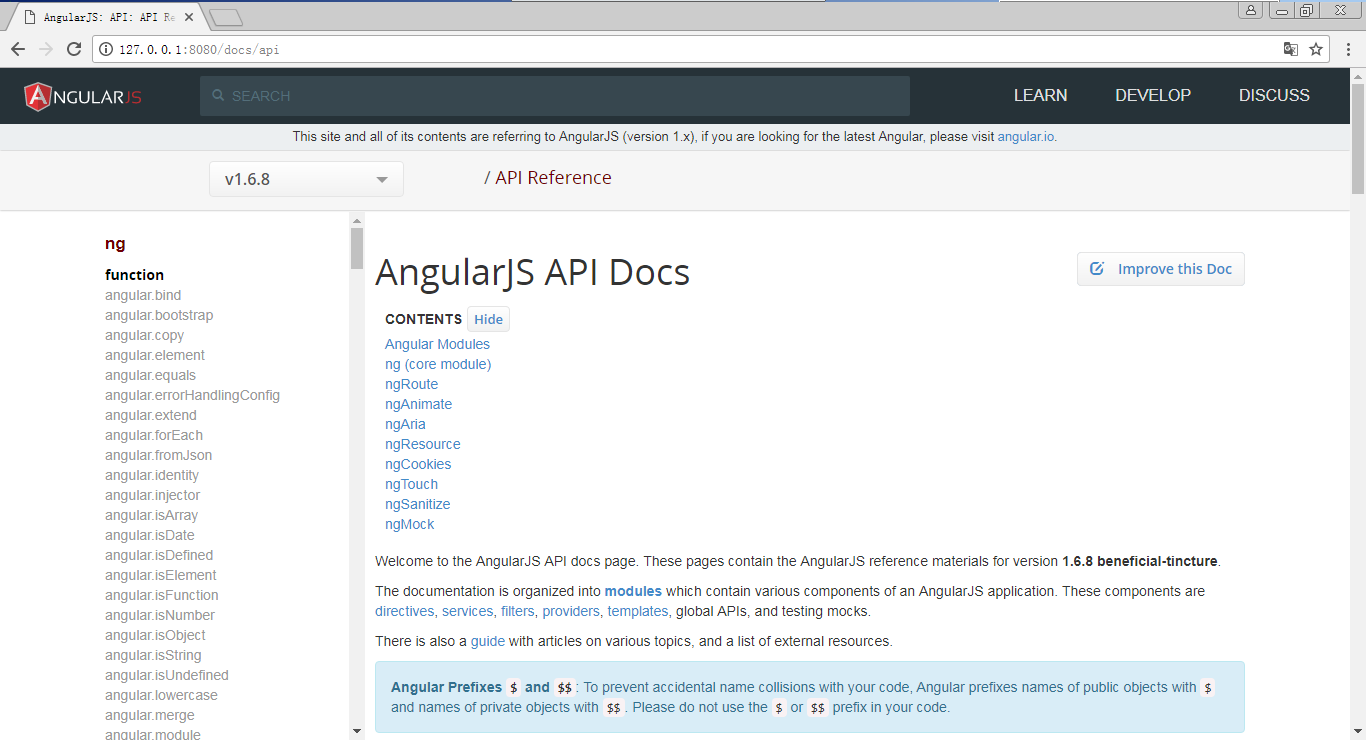 AngularJS: API: API Re
127.0.0.1:8080/docs/api
ANGULARJS
SEARCH
LEARN
DEVELOP
DISCUSS
This site and all of its contents are referring to AngularJS (version 1.x), if you are looking for the latest Angular, please visit angular.io.
v1.6.8
/ API Reference
ng
function
angular.bind
angular.bootstrap
angular.copy
angular.element
angular.equals
angular.errorHandlingConfig
angular.extend
angular.forEach
angular.fromJson
angular.identity
angular.injector
angular.isArray
angular.isDate
angular.isDefined
angular.isElement
angular.isFunction
angular.isNumber
angular.isObject
angular.isString
angular.isUndefined
angular.lowercase
angular.merge
angular.module
AngularJS API Docs
Improve this Doc
CONTENTS Hide
Angular Modules
ng (core module)
ngRoute
ngAnimate
ngAria
ngResource
ngCookies
ngTouch
ngSanitize
ngMock
Welcome to the AngularJS API docs page. These pages contain the AngularJS reference materials for version 1.6.8 beneficial-tincture.
The documentation is organized into modules which contain various components of an AngularJS application. These components are
directives, services, filters, providers, templates, global APIs, and testing mocks.
There is also a guide with articles on various topics, and a list of external resources.
Angular Prefixes $ and $$: To prevent accidental name collisions with your code, Angular prefixes names of public objects with $
and names of private objects with $$. Please do not use the $ or $$ prefix in your code.